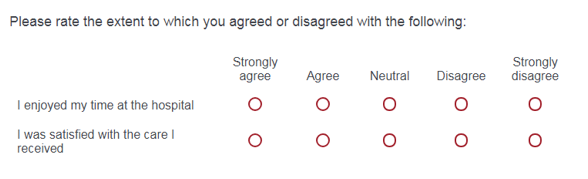 Please rate the extent to which you agreed or disagreed with the following:
Strongly agree Agree Neutral Disagree Strongly disagree
I enjoyed my time at the hospital
I was satisfied with the care I
received